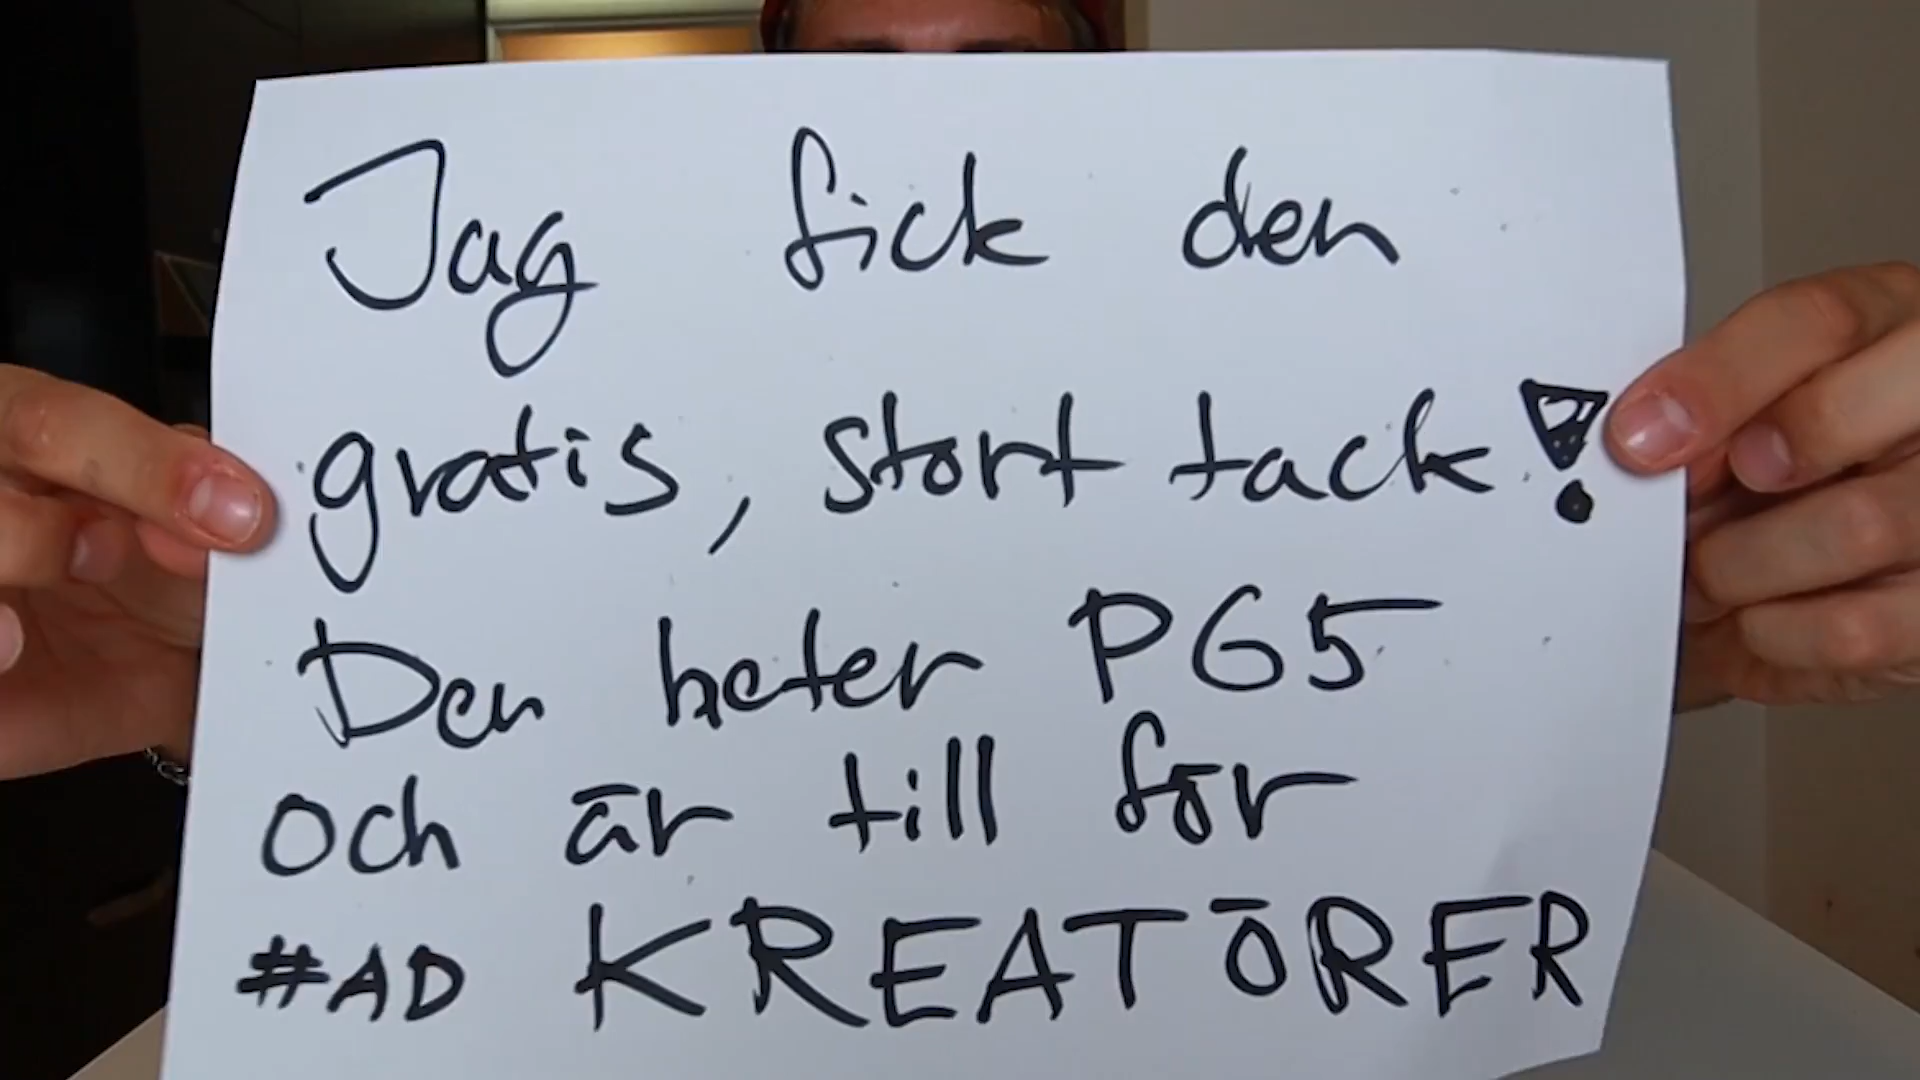 Jag fick den
gratis, stort tack!
Den heter PG5
och är till för
#AD KREATÖRER